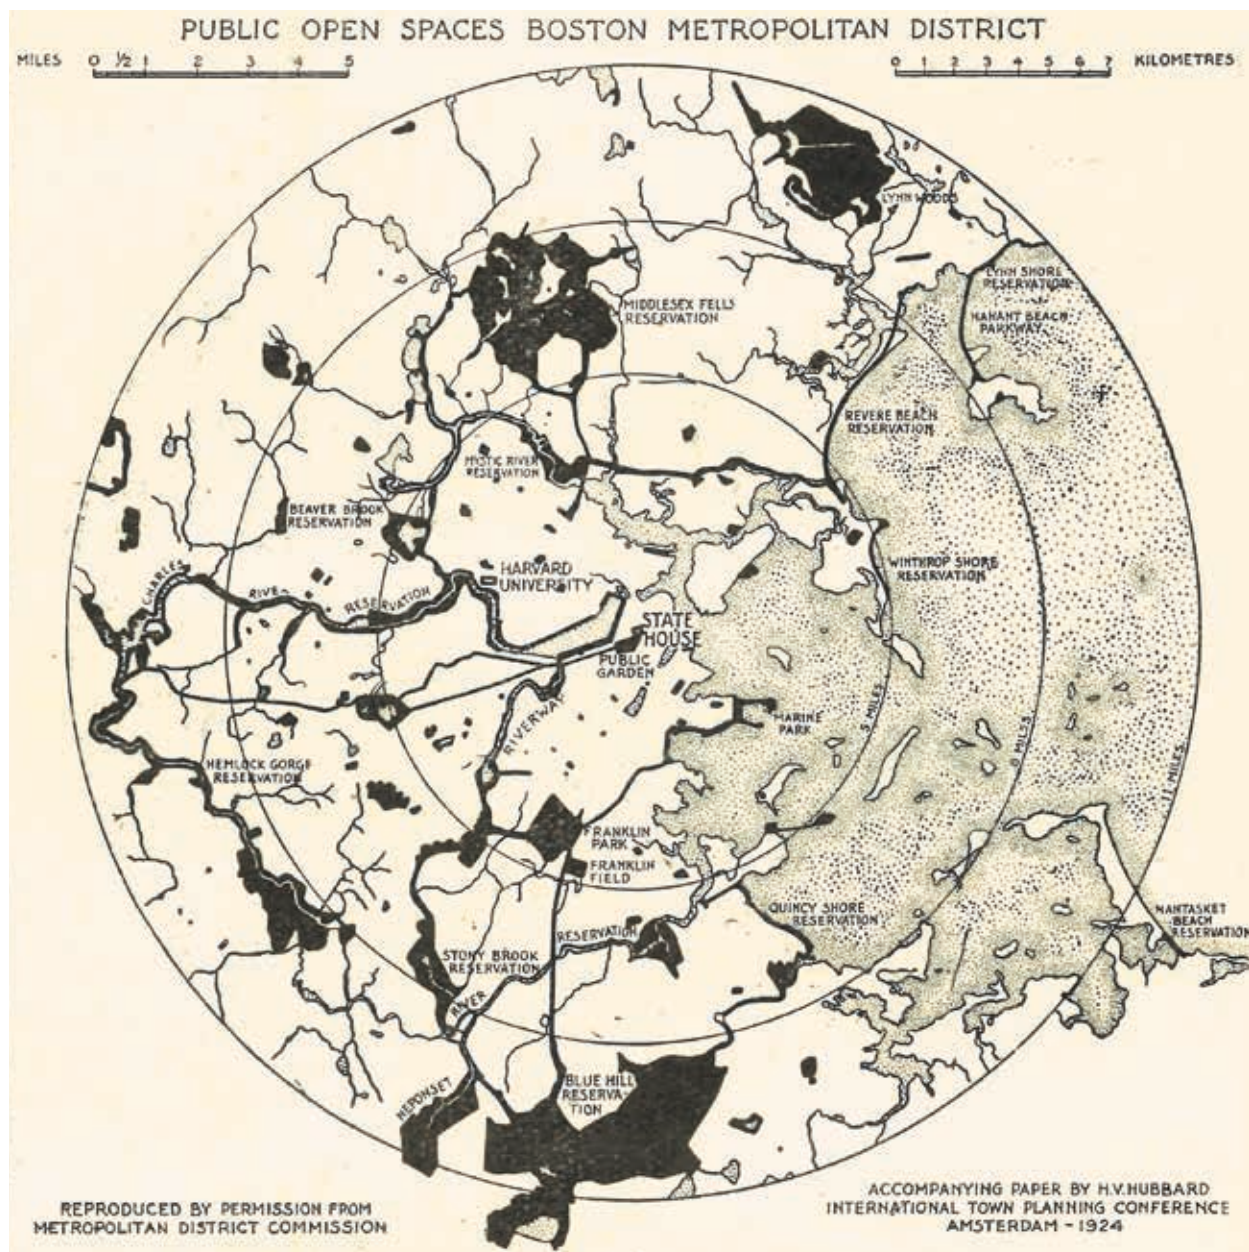 PUBLIC OPEN SPACES BOSTON METROPOLITAN DISTRICT
MILES 0 ½ 1 2 3 4 5
0 1 2 3 4 5 6 7 KILOMETRES
LYNN WOODS
LYNN SHORE
RESERVATION
NAHANT BEACH
PARKWAY
MIDDLESEX FELLS
RESERVATION
REVERE BEACH
RESERVATION
MYSTIC RIVER
RESERVATION
BEAVER BROOK
RESERVATION
HARVARD
UNIVERSITY
WINTHROP SHORE
RESERVATION
CHARLES
RIVE
RESERVATION
STATE
HOUSE
PUBLIC
GARDEN
RIVERWAY
MARINE
PARK
5 MILES
MILS
MILES
HEMLOCK GORGE
RESERVATION
FRANKLIN
PARK
FRANKLIN
FIELD
QUINCY SHORE
RESERVATION
NANTASKET
BEACH
RESERVATION
STONY BROOK
RESERVATION
NEPONSET
RIVER
RESERVATION
BLUE HILL
RESERVA-
TION
REPRODUCED BY PERMISSION FROM
METROPOLITAN DISTRICT COMMISSION
ACCOMPANYING PAPER BY H.V. HUBBARD
INTERNATIONAL TOWN PLANNING CONFERENCE
AMSTERDAM - 1924